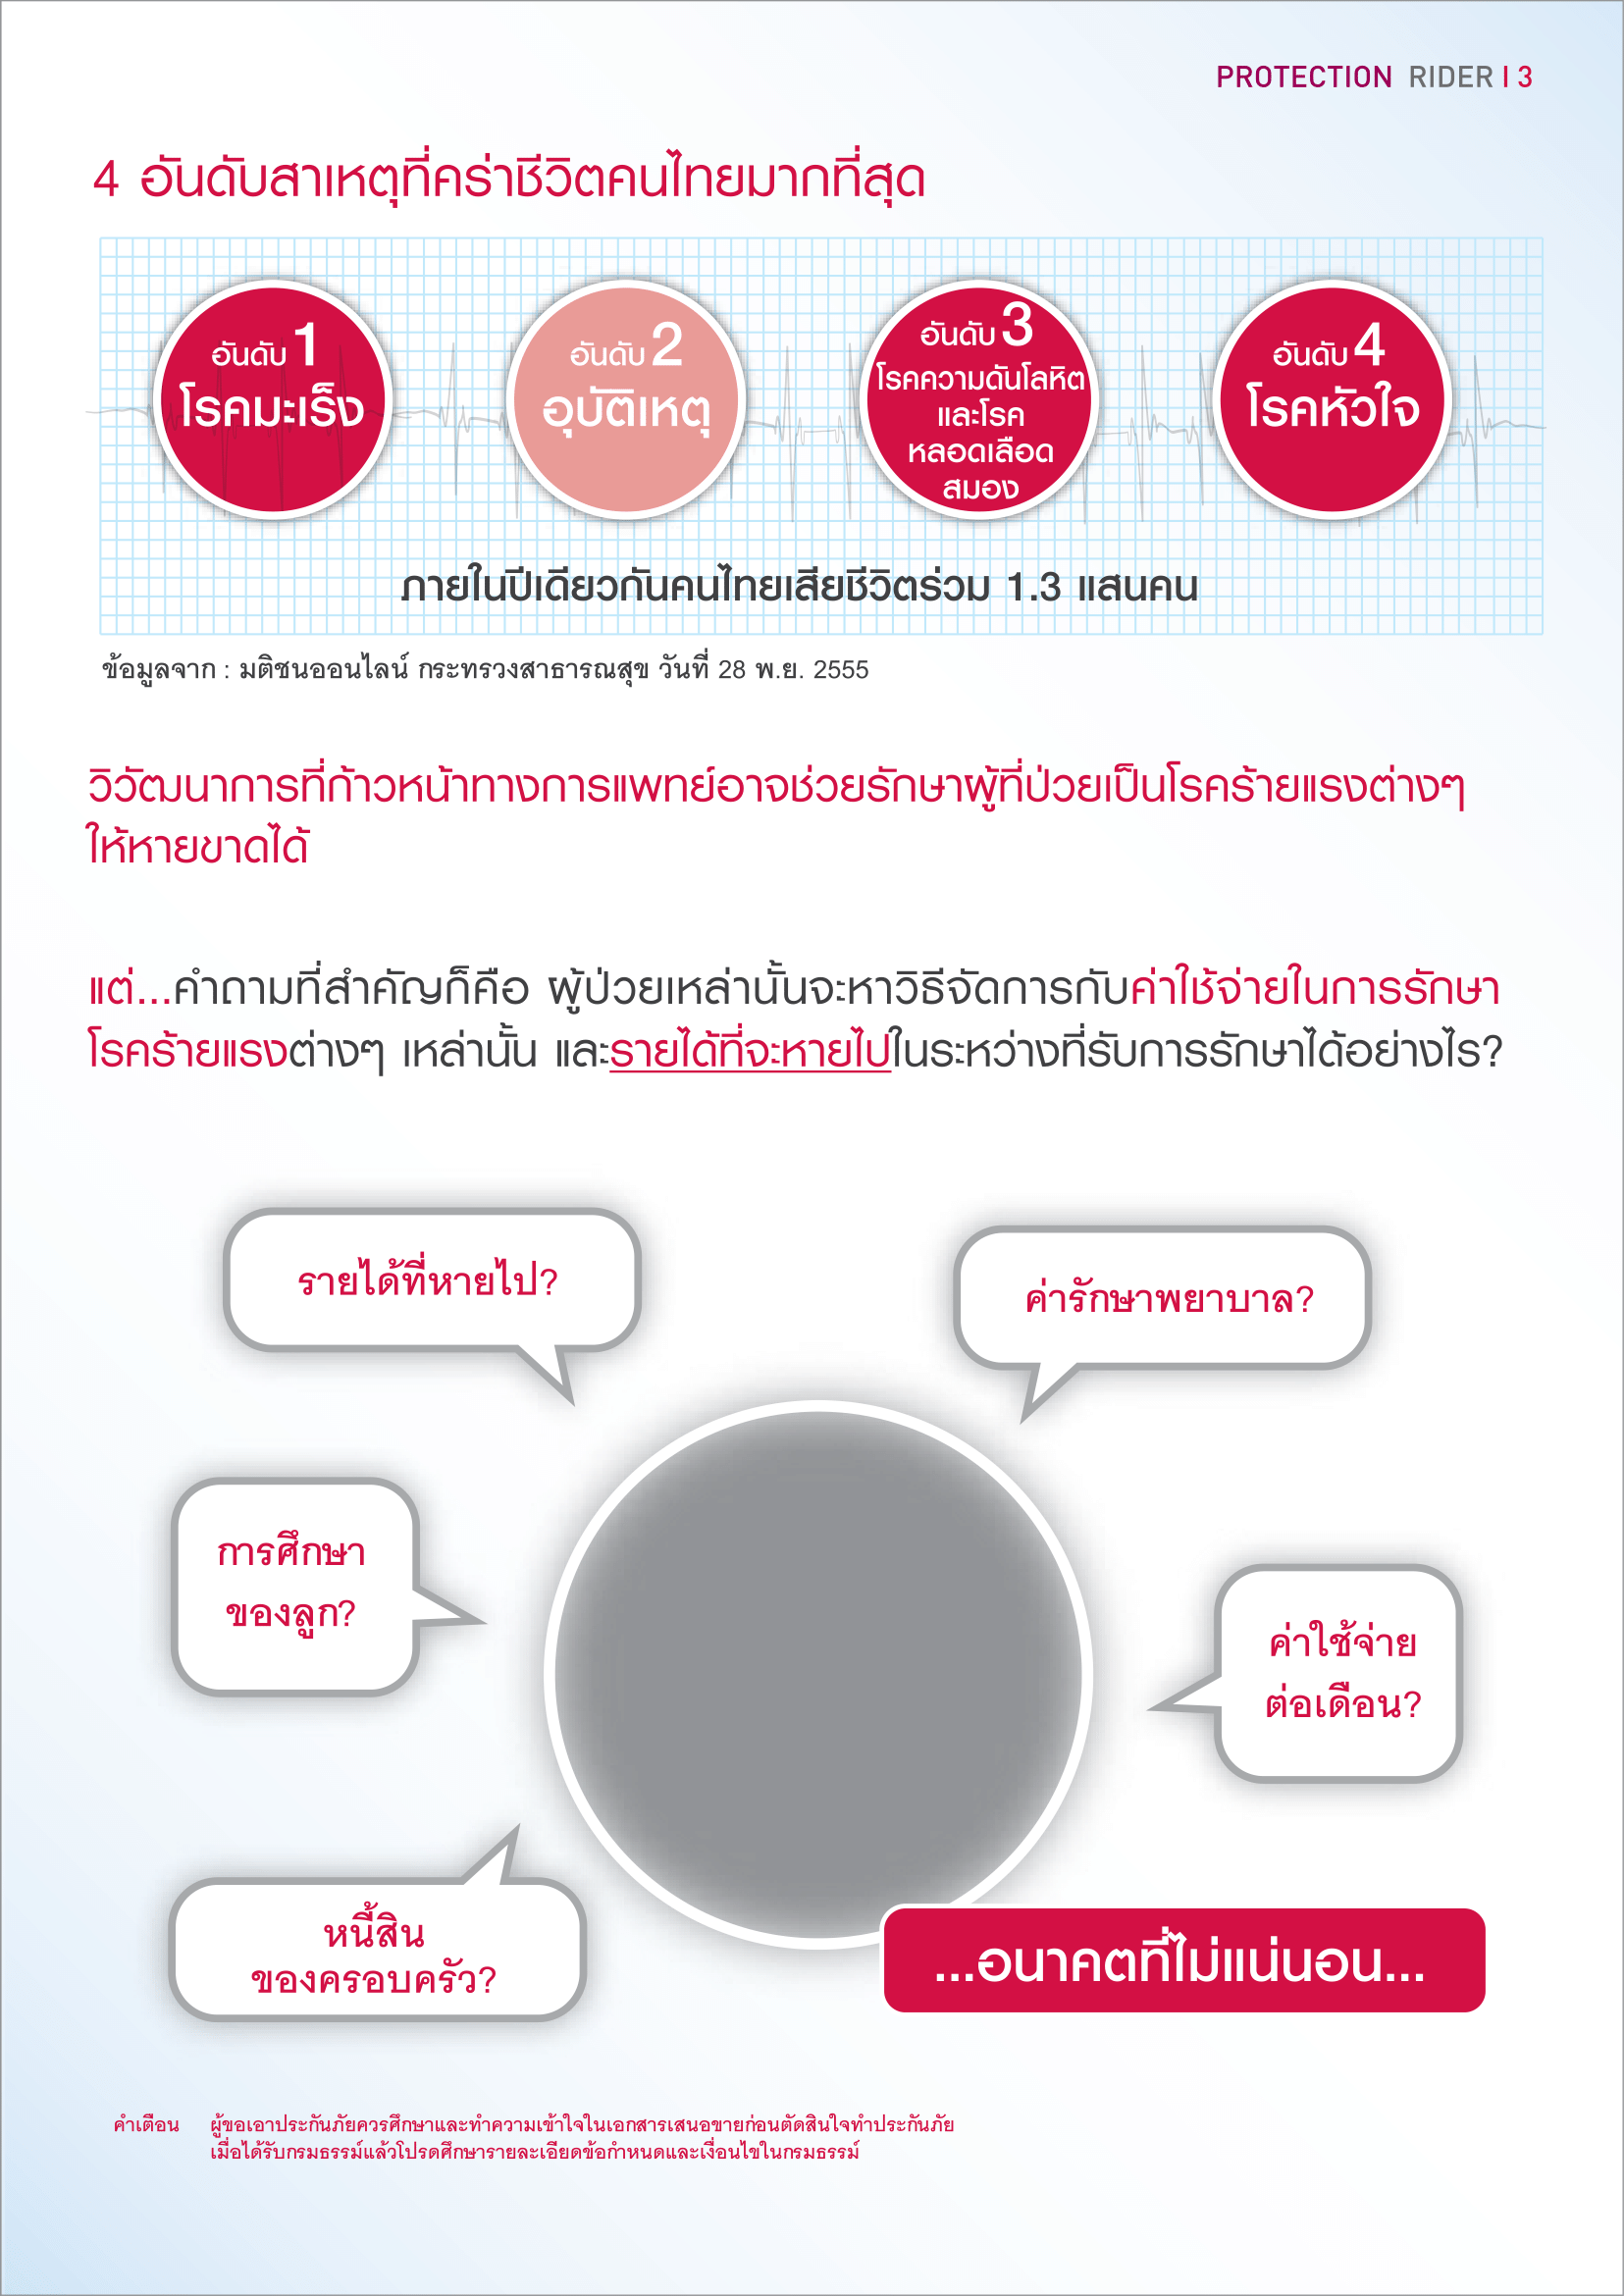 PROTECTION RIDER | 3
4 อันดับสาเหตุที่คร่าชีวิตคนไทยมากที่สุด
อันดับ 1
โรคมะเร็ง
อันดับ 2
อุบัติเหตุ
อันดับ 3
โรคความดันโลหิต
และโรค
หลอดเลือด
สมอง
อันดับ 4
โรคหัวใจ
ภายในปีเดียวกันคนไทยเสียชีวิตร่วม 1.3 แสนคน
ข้อมูลจาก : มติชนออนไลน์ กระทรวงสาธารณสุข วันที่ 28 พ.ย. 2555
วิวัฒนาการที่ก้าวหน้าทางการแพทย์อาจช่วยรักษาผู้ที่ป่วยเป็นโรคร้ายแรงต่างๆ
ให้หายขาดได้
แต่...คำถามที่สำคัญก็คือ ผู้ป่วยเหล่านั้นจะหาวิธีจัดการกับค่าใช้จ่ายในการรักษา
โรคร้ายแรงต่างๆ เหล่านั้น และรายได้ที่จะหายไปในระหว่างที่รับการรักษาได้อย่างไร?
รายได้ที่หายไป?
ค่ารักษาพยาบาล?
การศึกษา
ของลูก?
ค่าใช้จ่าย
ต่อเดือน?
หนี้สิน
ของครอบครัว?
...อนาคตที่ไม่แน่นอน...
คำเตือน ผู้ขอเอาประกันภัยควรศึกษาและทำความเข้าใจในเอกสารเสนอขายก่อนตัดสินใจทำประกันภัย
เมื่อได้รับกรมธรรม์แล้วโปรดศึกษารายละเอียดข้อกำหนดและเงื่อนไขในกรมธรรม์